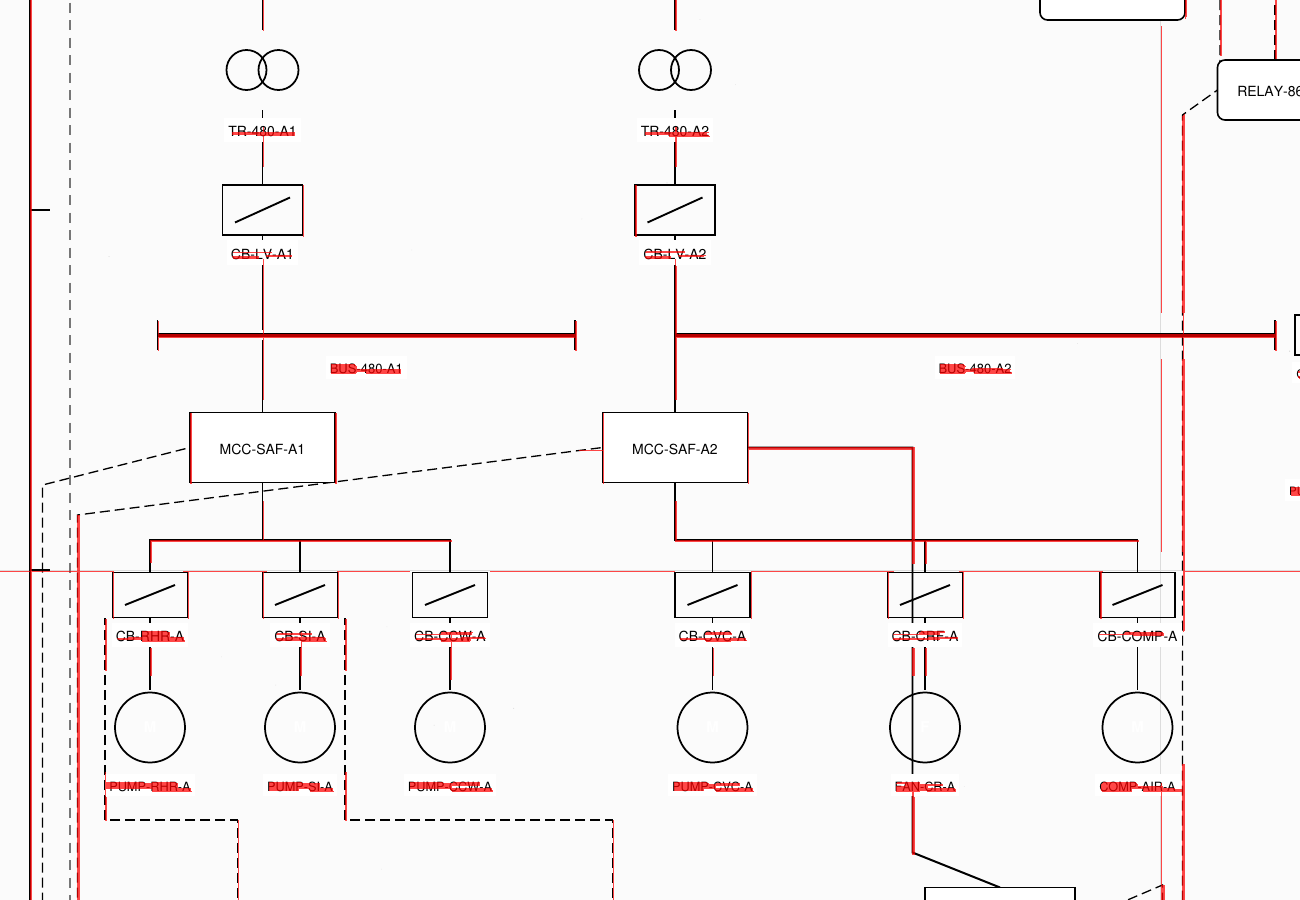 RELAY-86
TR-480-A1
TR-480-A2
CB-LV-A1
CB-LV-A2
BUS-480-A1
BUS-480-A2
MCC-SAF-A1
MCC-SAF-A2
CB-RHR-A
CB-SI-A
CB-CCW-A
CB-CVC-A
CB-CRF-A
CB-COMP-A
PUMP-RHR-A
PUMP-SI-A
PUMP-CCW-A
PUMP-CVC-A
FAN-CR-A
COMP-AIR-A